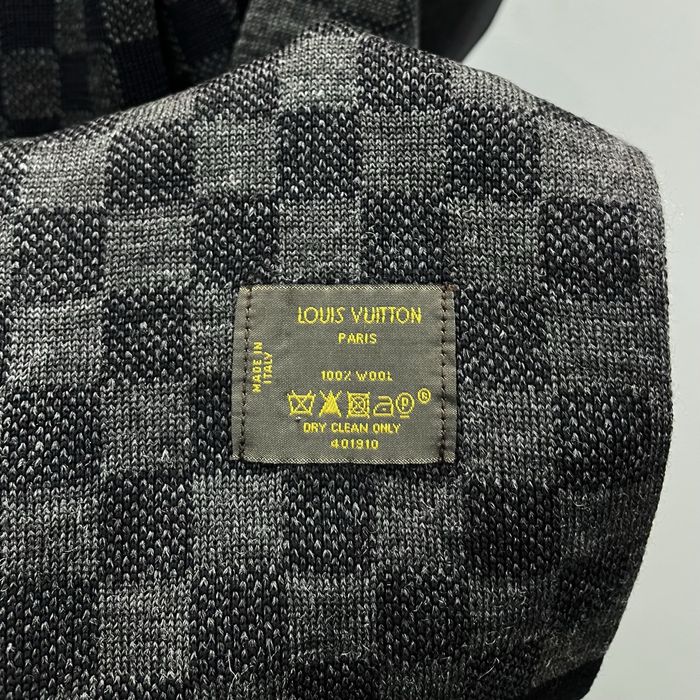 LOUIS VUITTON
PARIS
MADE IN
ITALY
100% WOOL
P®
DRY CLEAN ONLY
401910